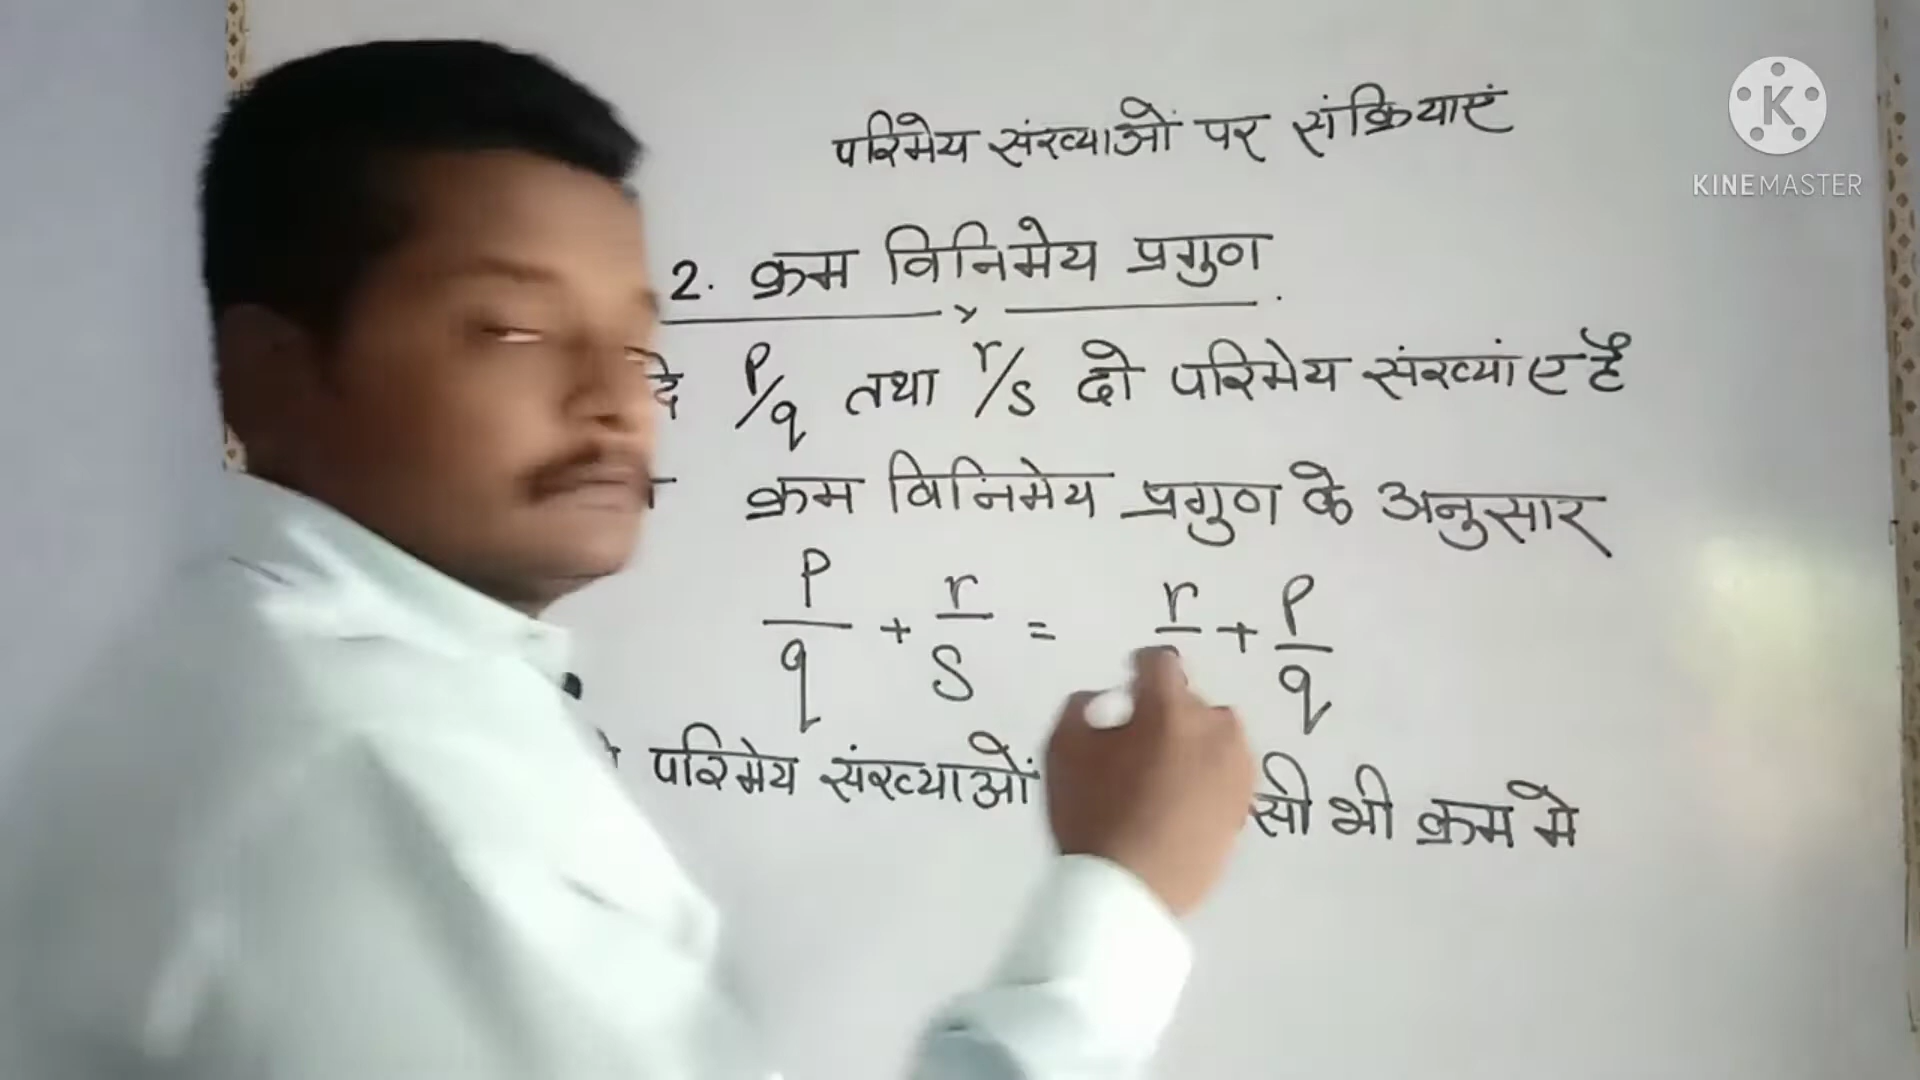 परिमेय संख्याओं पर संक्रियाएं
KINEMASTER
2. क्रम विनिमेय प्रगुण
p/q तथा r/s दो परिमेय संख्यांए है
क्रम विनिमेय प्रगुण के अनुसार
p/q + r/s = r/ + p/q
परिमेय संख्याओं भी क्रम मे